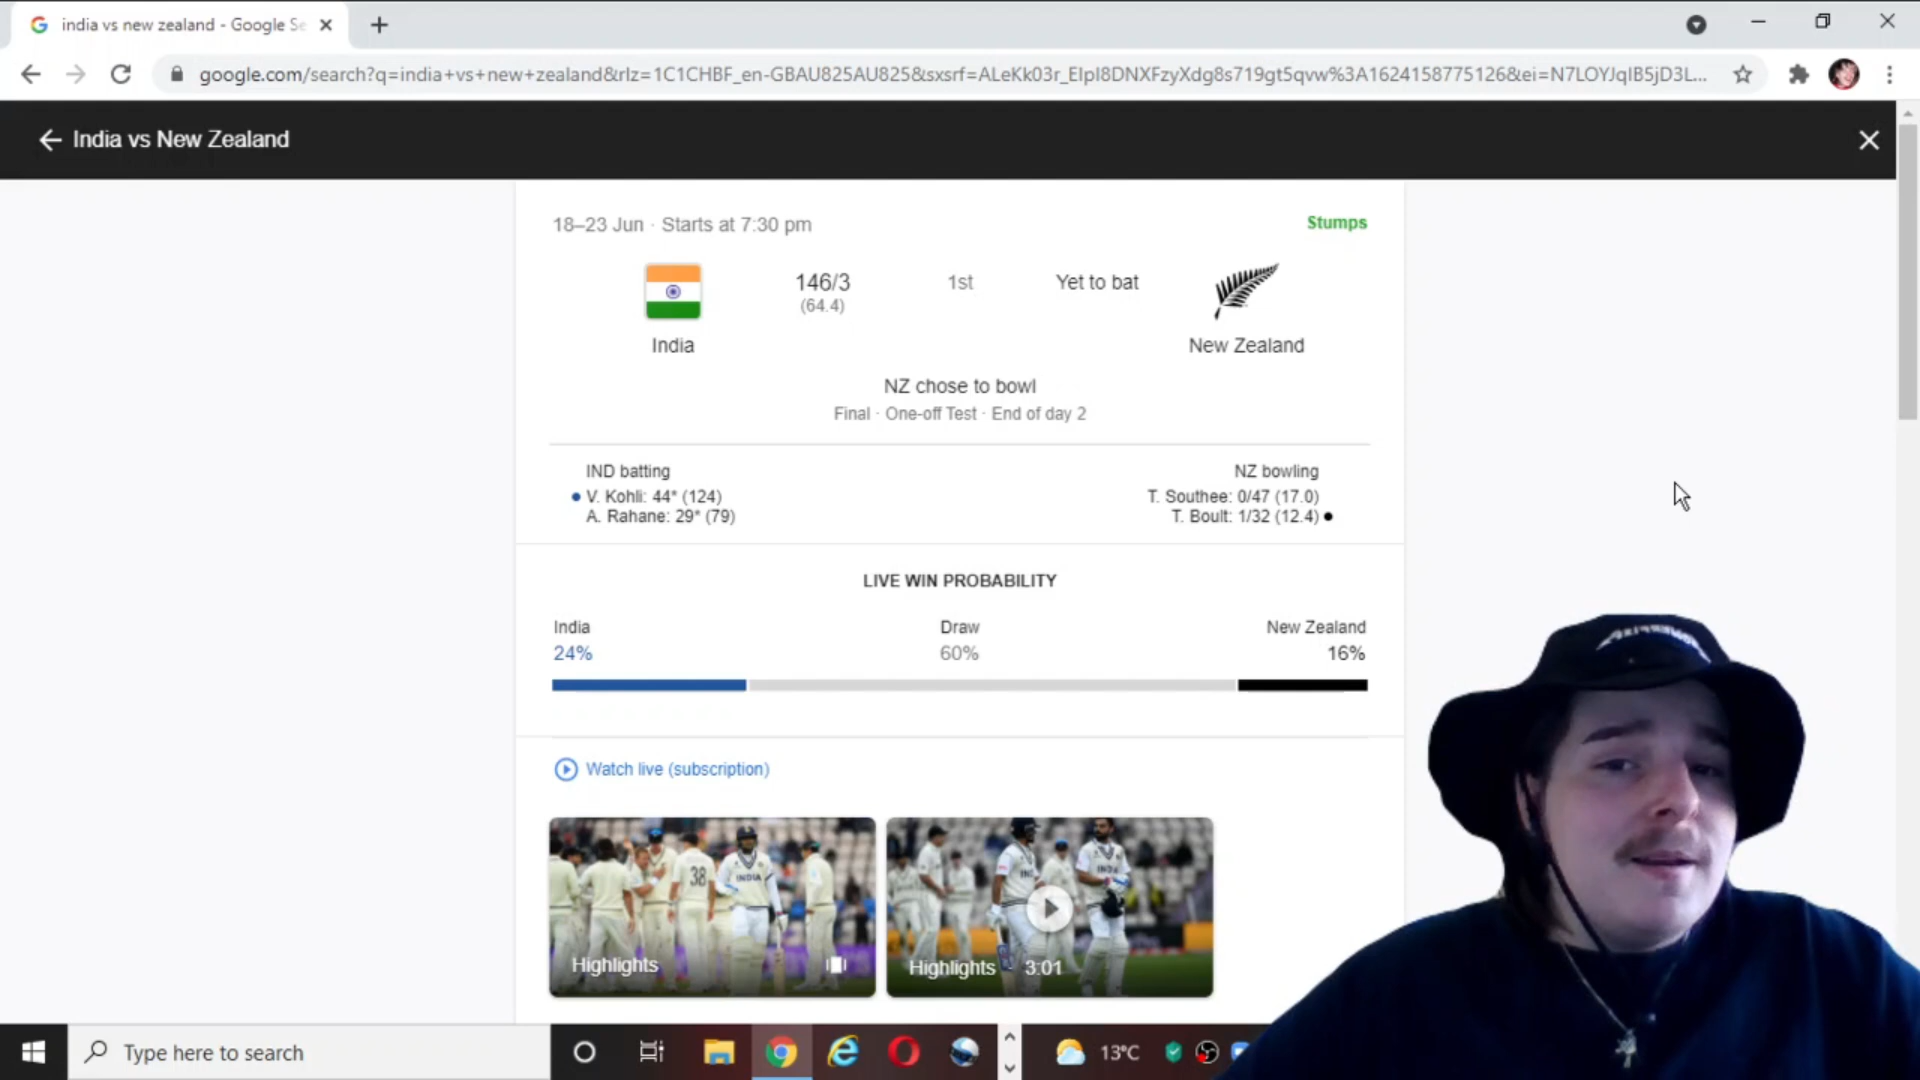 india vs new zealand - Google Se
google.com/search?q=india+vs+new+zealand&rlz=1C1CHBF_en-GBAU825AU825&sxsrf=ALeKk03r_EIpI8DNXFzyXdg8s719gt5qvw%3A1624158775126&ei=N7LOYJqIB5jD3L...
India vs New Zealand
18–23 Jun · Starts at 7:30 pm
Stumps
146/3
1st
Yet to bat
(64.4)
India
New Zealand
NZ chose to bowl
Final · One-off Test · End of day 2
IND batting
NZ bowling
V. Kohli: 44* (124)
T. Southee: 0/47 (17.0)
A. Rahane: 29* (79)
T. Boult: 1/32 (12.4)
LIVE WIN PROBABILITY
India
Draw
New Zealand
24%
60%
16%
Watch live (subscription)
38
INDIA
Highlights
Highlights 3:01
Type here to search
13°C